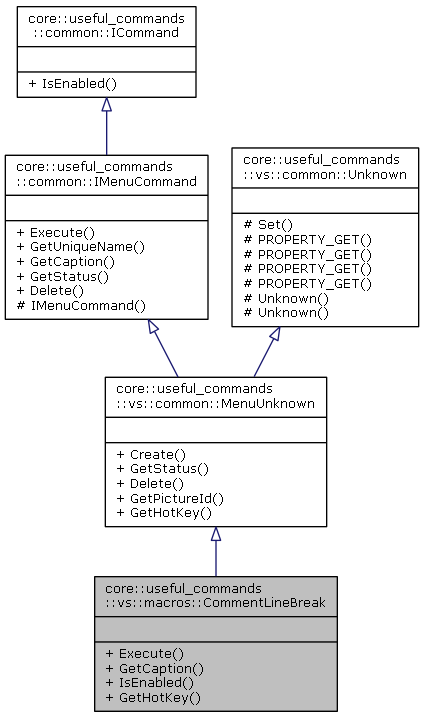 core::useful_commands
::common::ICommand
+ IsEnabled()
core::useful_commands
::common::IMenuCommand
+ Execute()
+ GetUniqueName()
+ GetCaption()
+ GetStatus()
+ Delete()
# IMenuCommand()
core::useful_commands
::vs::common::Unknown
# Set()
# PROPERTY_GET()
# PROPERTY_GET()
# PROPERTY_GET()
# PROPERTY_GET()
# Unknown()
# Unknown()
core::useful_commands
::vs::common::MenuUnknown
+ Create()
+ GetStatus()
+ Delete()
+ GetPictureId()
+ GetHotKey()
core::useful_commands
::vs::macros::CommentLineBreak
+ Execute()
+ GetCaption()
+ IsEnabled()
+ GetHotKey()